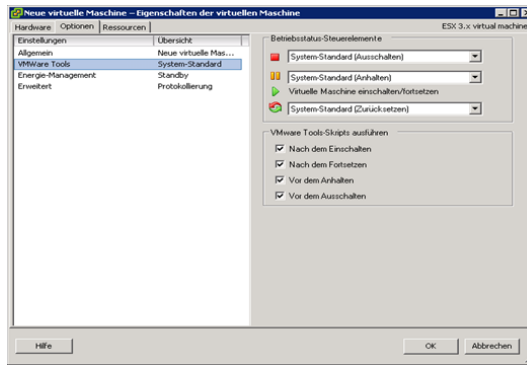 Neue virtuelle Maschine – Eigenschaften der virtuellen Maschine
Hardware Optionen Ressourcen
ESX 3.x virtual machine
Einstellungen Übersicht
Allgemein Neue virtuelle Mas...
VMWare Tools System-Standard
Energie-Management Standby
Erweitert Protokollierung
Betriebsstatus-Steuerelemente
System-Standard (Ausschalten)
System-Standard (Anhalten)
Virtuelle Maschine einschalten/fortsetzen
System-Standard (Zurücksetzen)
VMware Tools-Skripts ausführen
Nach dem Einschalten
Nach dem Fortsetzen
Vor dem Anhalten
Vor dem Ausschalten
Hilfe
OK
Abbrechen